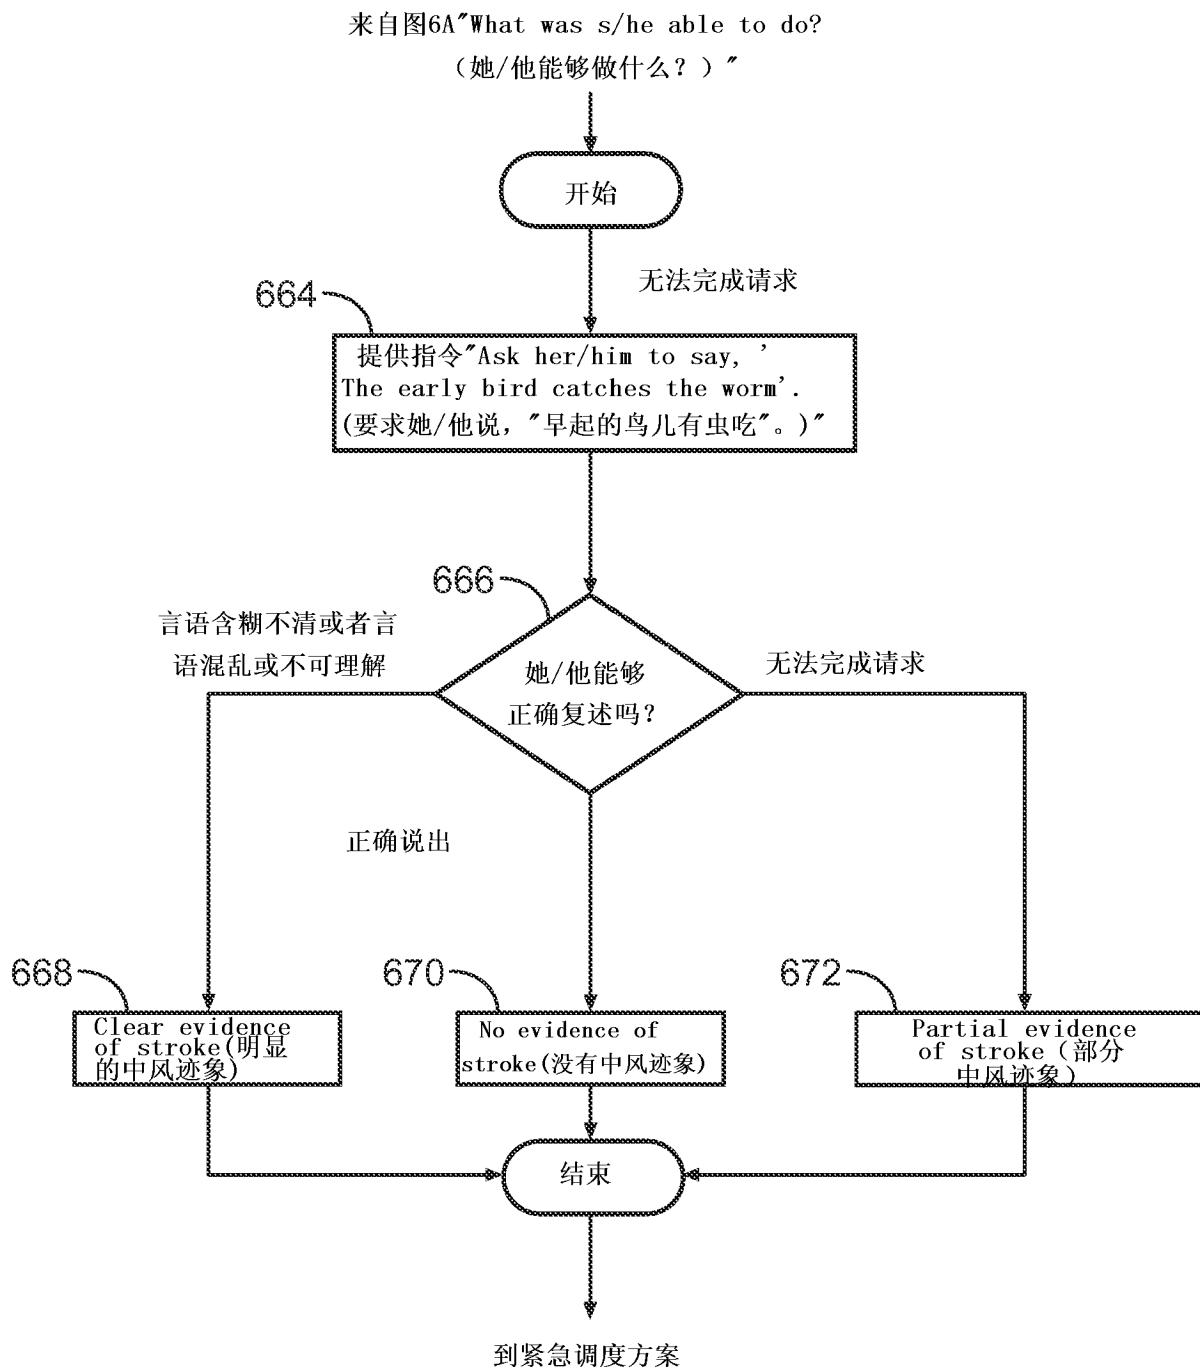 来自图6A"What was s/he able to do?
（她/他能够做什么？）"
开始
无法完成请求
664
提供指令"Ask her/him to say, '
The early bird catches the worm'.
(要求她/他说，"早起的鸟儿有虫吃"。)"
666
言语含糊不清或者言
语混乱或不可理解
她/他能够
正确复述吗？
无法完成请求
正确说出
668
670
672
Clear evidence
of stroke(明显
的中风迹象)
No evidence of
stroke(没有中风迹象)
Partial evidence
of stroke（部分
中风迹象）
结束
到紧急调度方案